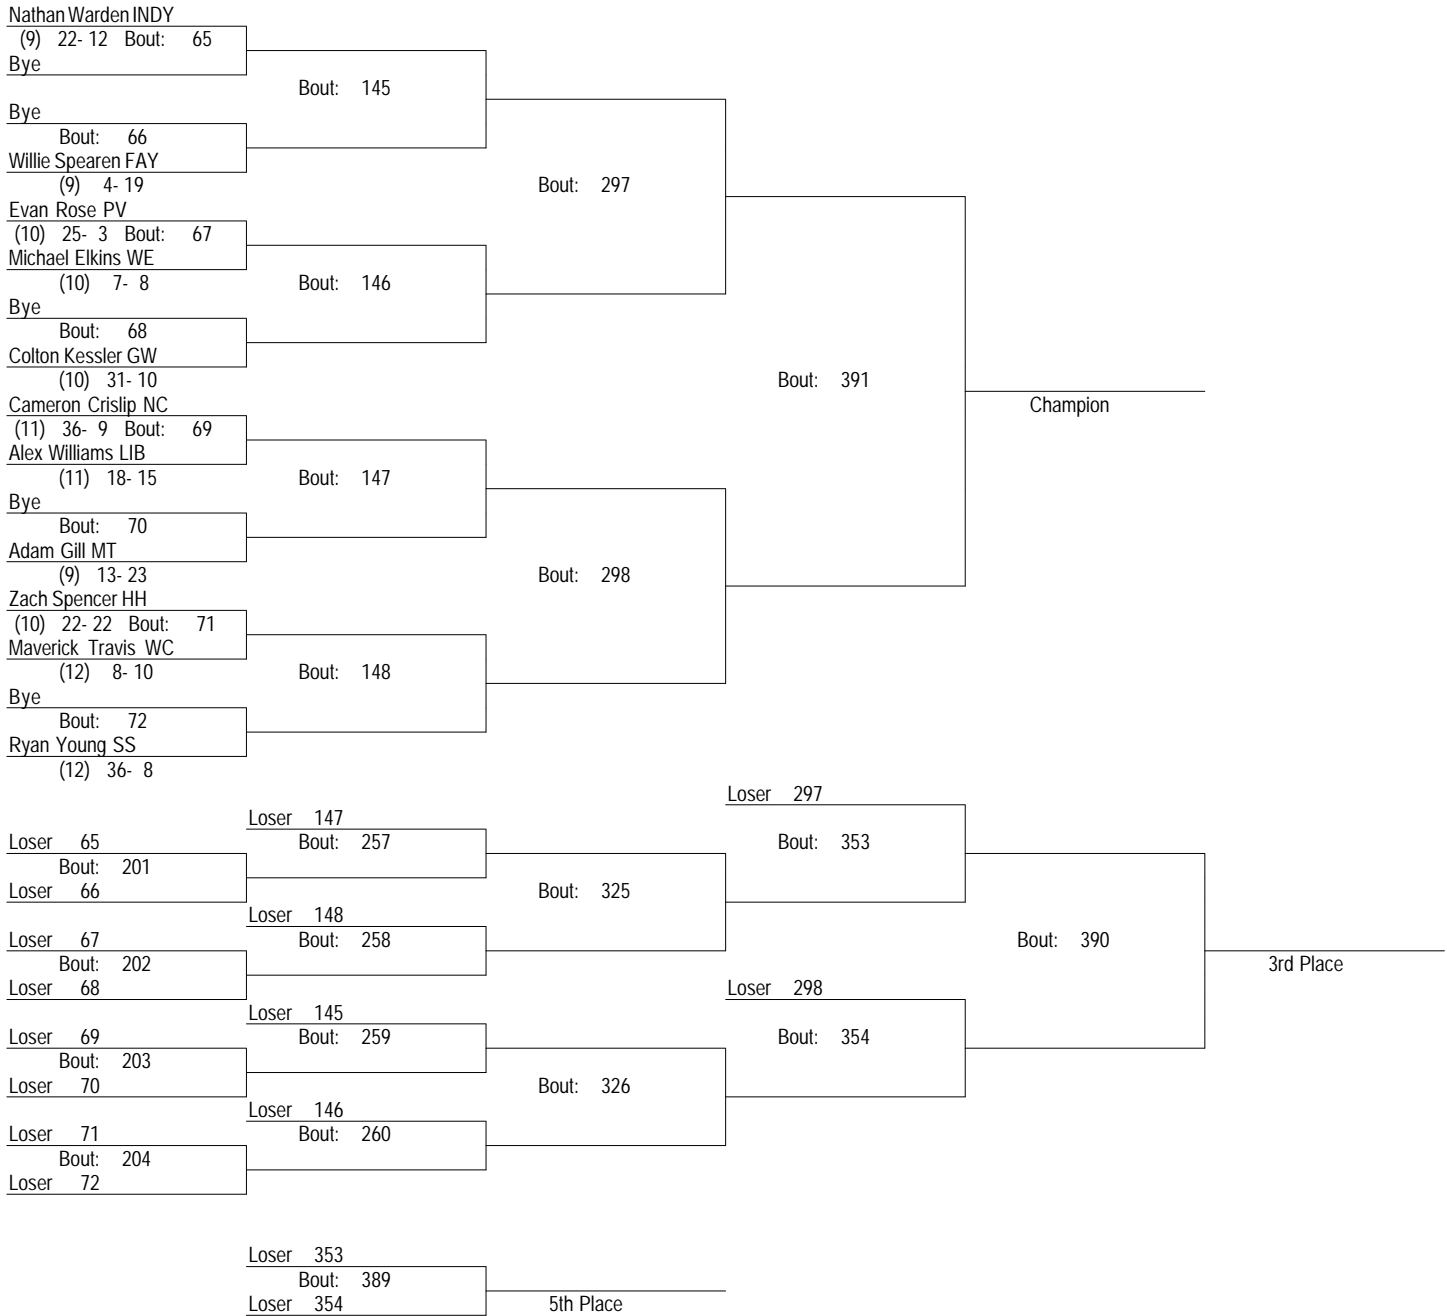 Nathan Warden INDY
(9) 22- 12 Bout: 65
Bye
Bout: 145
Bye
Bout: 66
Willie Spearen FAY
(9) 4- 19
Bout: 297
Evan Rose PV
(10) 25- 3 Bout: 67
Michael Elkins WE
(10) 7- 8
Bout: 146
Bye
Bout: 68
Colton Kessler GW
(10) 31- 10
Bout: 391
Cameron Crislip NC
Champion
(11) 36- 9 Bout: 69
Alex Williams LIB
(11) 18- 15
Bout: 147
Bye
Bout: 70
Adam Gill MT
(9) 13- 23
Bout: 298
Zach Spencer HH
(10) 22- 22 Bout: 71
Maverick Travis WC
(12) 8- 10
Bout: 148
Bye
Bout: 72
Ryan Young SS
(12) 36- 8
Loser 297
Loser 147
Loser 65
Bout: 257
Bout: 353
Bout: 201
Loser 66
Bout: 325
Loser 148
Loser 67
Bout: 258
Bout: 390
Bout: 202
3rd Place
Loser 68
Loser 298
Loser 145
Loser 69
Bout: 259
Bout: 354
Bout: 203
Loser 70
Bout: 326
Loser 146
Loser 71
Bout: 260
Bout: 204
Loser 72
Loser 353
Bout: 389
Loser 354
5th Place